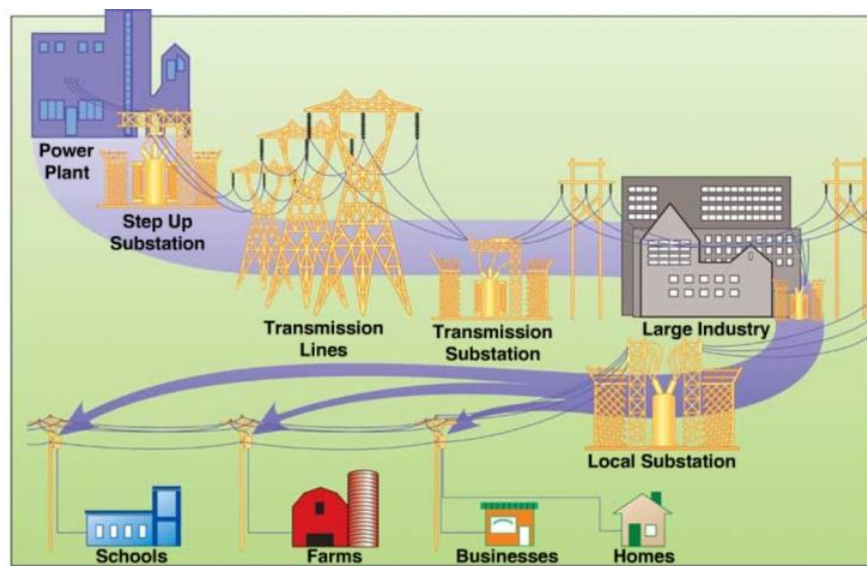 Power
Plant
Step Up
Substation
Transmission
Lines
Transmission
Substation
Large Industry
Local Substation
Schools
Farms
Businesses
Homes